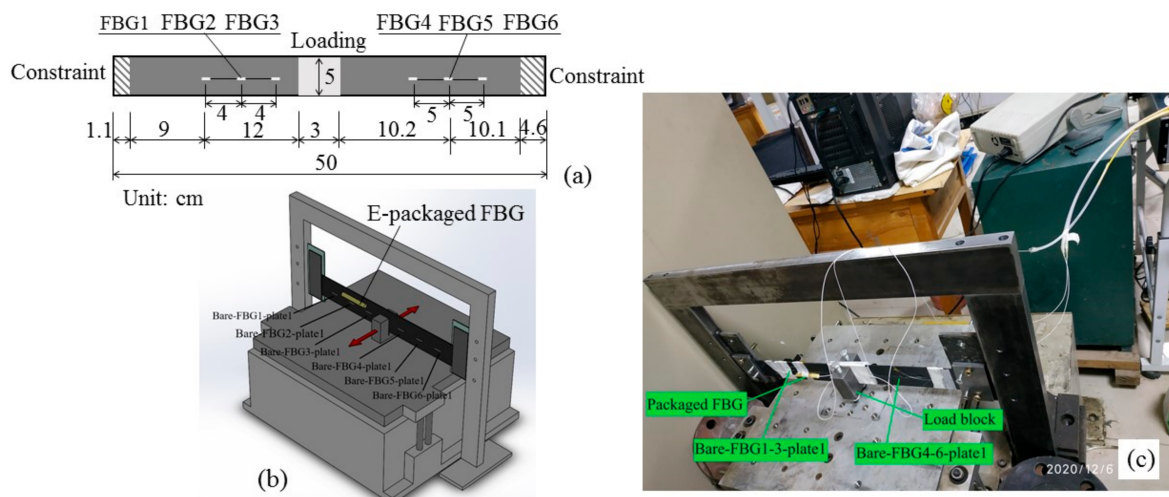 FBG1 FBG2 FBG3
FBG4 FBG5 FBG6
Loading
Constraint
Constraint
5
4 4
5 5
1.1 9 12 3 10.2 10.1 4.6
50
(a)
Unit: cm
E-packaged FBG
Bare-FBG1-plate1
Bare-FBG2-plate1
Bare-FBG3-plate1
Bare-FBG4-plate1
Bare-FBG5-plate1
Bare-FBG6-plate1
(b)
Packaged FBG
Load block
Bare-FBG1-3-plate1
Bare-FBG4-6-plate1
2020/12/6
(c)